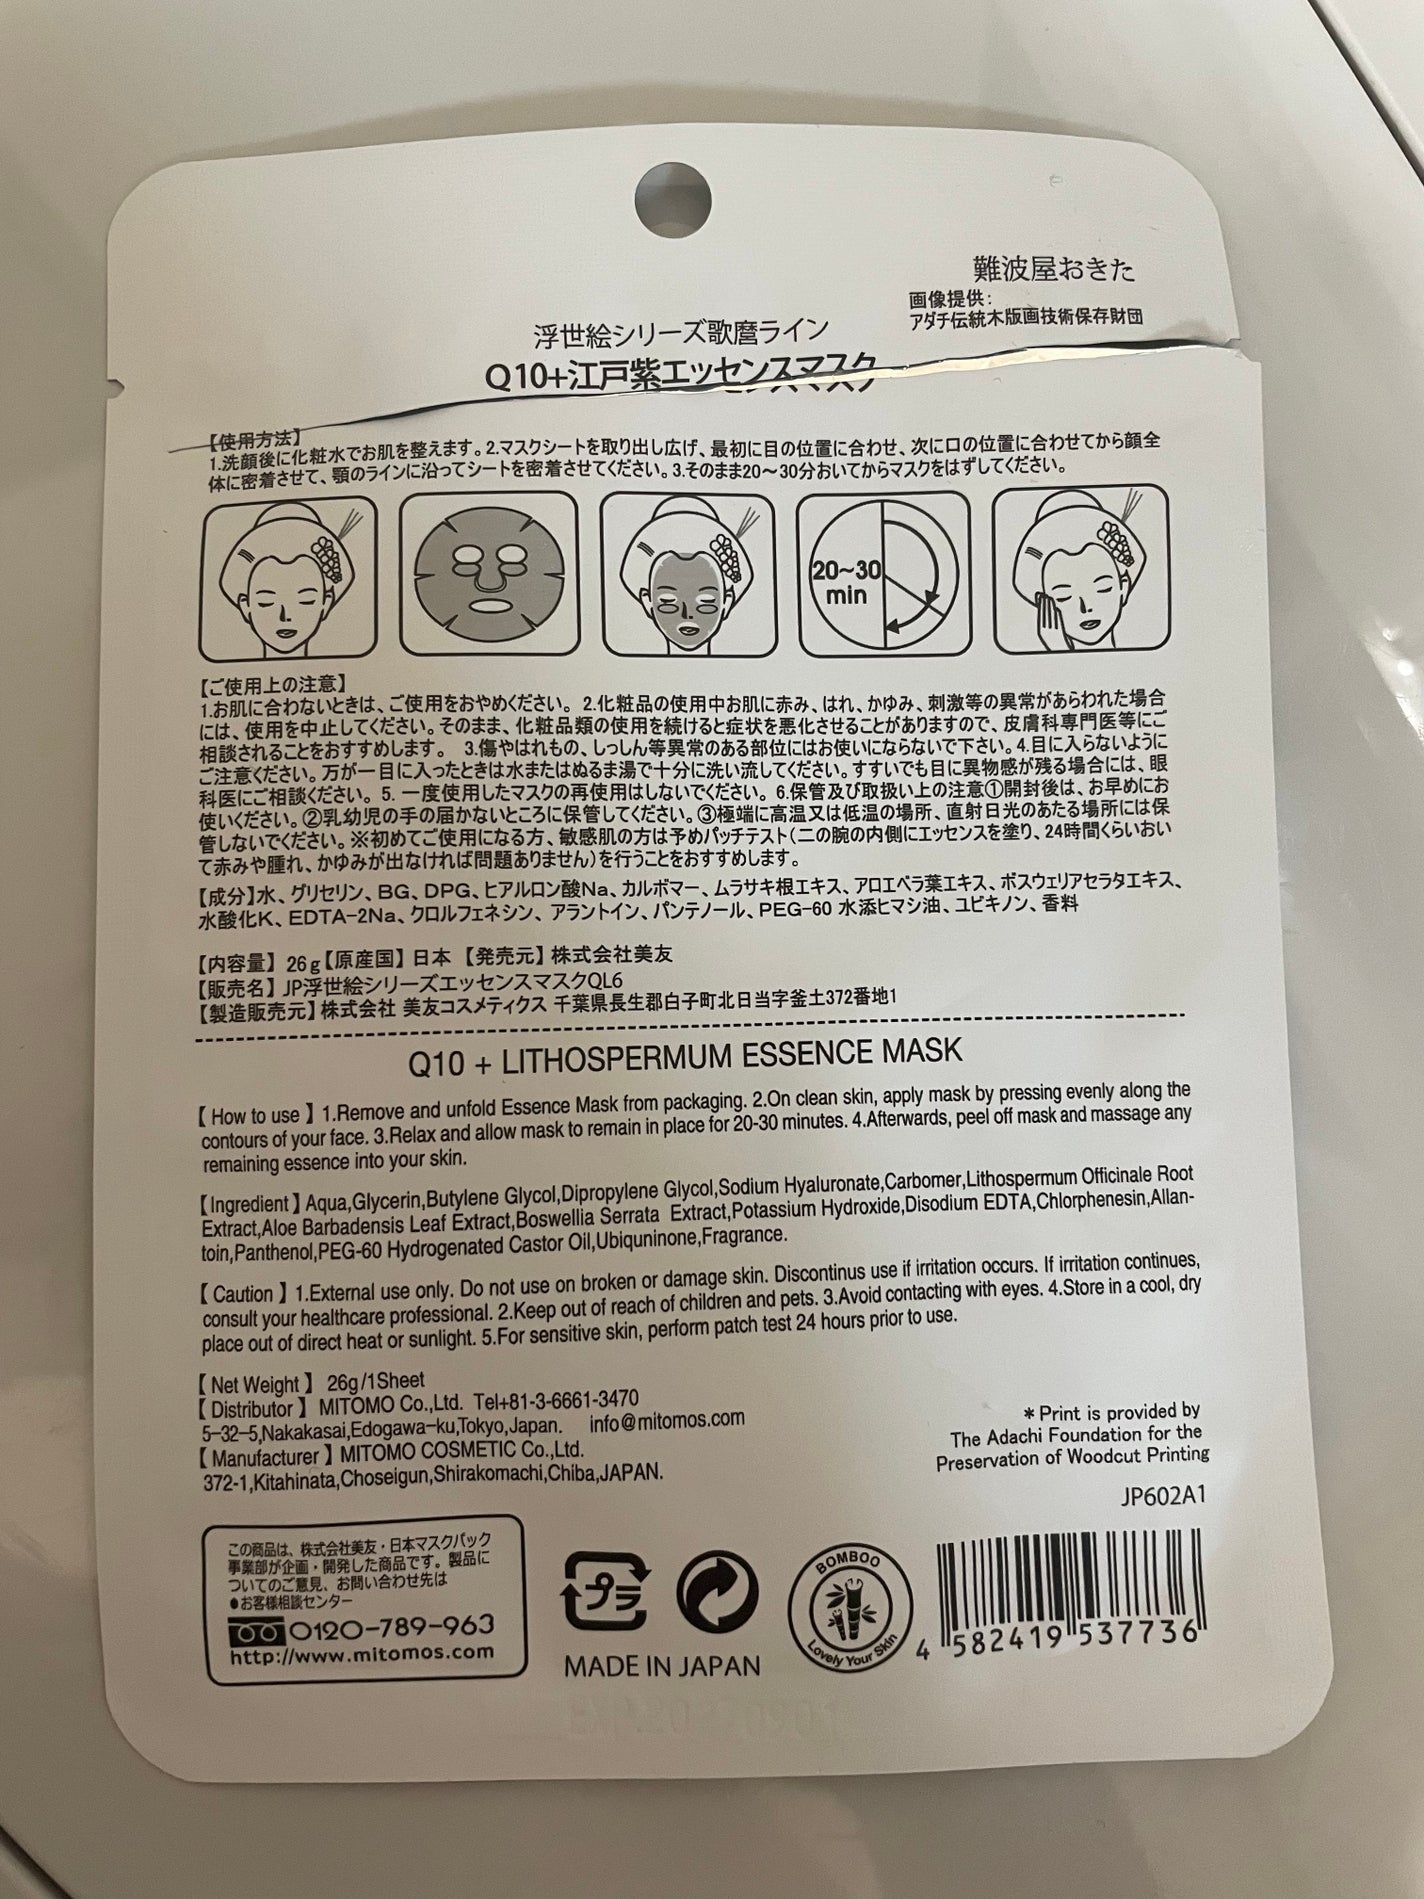 難波屋おきた
画像提供:
アダチ伝統木版画技術保存財団
浮世絵シリーズ歌麿ライン
Q10+江戸紫エッセンスマスク
【使用方法】
1.洗顔後に化粧水でお肌を整えます。2.マスクシートを取り出し広げ、最初に目の位置に合わせ、次に口の位置に合わせてから顔全
体に密着させて、顎のラインに沿ってシートを密着させてください。3.そのまま20〜30分おいてからマスクをはずしてください。
20~30
min
【ご使用上の注意】
1.お肌に合わないときは、ご使用をおやめください。 2.化粧品の使用中お肌に赤み、はれ、かゆみ、刺激等の異常があらわれた場合
には、使用を中止してください。そのまま、化粧品類の使用を続けると症状を悪化させることがありますので、皮膚科専門医等にご
相談されることをおすすめします。 3.傷やはれもの、しっしん等異常のある部位にはお使いにならないで下さい。4.目に入らないように
ご注意ください。万が一目に入ったときは水またはぬるま湯で十分に洗い流してください。すすいでも目に異物感が残る場合には、眼
科医にご相談ください。 5. 一度使用したマスクの再使用はしないでください。 6.保管及び取扱い上の注意①開封後は、お早めにお
使いください。②乳幼児の手の届かないところに保管してください。③極端に高温又は低温の場所、直射日光のあたる場所には保
管しないでください。※初めてご使用になる方、敏感肌の方は予めパッチテスト(二の腕の内側にエッセンスを塗り、24時間くらいおい
て赤みや腫れ、かゆみが出なければ問題ありません)を行うことをおすすめします。
【成分】水、グリセリン、BG、DPG、ヒアルロン酸Na、カルボマー、ムラサキ根エキス、アロエベラ葉エキス、ボスウェリアセラタエキス、
水酸化K、EDTA-2Na、クロルフェネシン、アラントイン、パンテノール、PEG-60 水添ヒマシ油、ユビキノン、香料
【内容量】 26g【原産国】 日本 【発売元】 株式会社美友
【販売名】 JP浮世絵シリーズエッセンスマスクQL6
【製造販売元】 株式会社 美友コスメティクス 千葉県長生郡白子町北日当字釜土372番地1
Q10 + LITHOSPERMUM ESSENCE MASK
【 How to use 】 1.Remove and unfold Essence Mask from packaging. 2.On clean skin, apply mask by pressing evenly along the
contours of your face. 3.Relax and allow mask to remain in place for 20-30 minutes. 4.Afterwards, peel off mask and massage any
remaining essence into your skin.
【 Ingredient 】 Aqua,Glycerin,Butylene Glycol,Dipropylene Glycol,Sodium Hyaluronate,Carbomer,Lithospermum Officinale Root
Extract,Aloe Barbadensis Leaf Extract,Boswellia Serrata Extract,Potassium Hydroxide,Disodium EDTA,Chlorphenesin,Allan-
toin,Panthenol,PEG-60 Hydrogenated Castor Oil,Ubiquninone,Fragrance.
【 Caution 】 1.External use only. Do not use on broken or damage skin. Discontinus use if irritation occurs. If irritation continues,
consult your healthcare professional. 2.Keep out of reach of children and pets. 3.Avoid contacting with eyes. 4.Store in a cool, dry
place out of direct heat or sunlight. 5.For sensitive skin, perform patch test 24 hours prior to use.
【 Net Weight 】 26g/1Sheet
【 Distributor 】 MITOMO Co.,Ltd. Tel+81-3-6661-3470
5-32-5,Nakakasai,Edogawa-ku,Tokyo,Japan. info@mitomos.com
【 Manufacturer 】 MITOMO COSMETIC Co.,Ltd.
372-1,Kitahinata,Choseigun,Shirakomachi,Chiba,JAPAN.
＊Print is provided by
The Adachi Foundation for the
Preservation of Woodcut Printing
JP602A1
この商品は、株式会社美友・日本マスクパック
事業部が企画・開発した商品です。製品に
ついてのご意見、お問い合わせ先は
●お客様相談センター
0120-789-963
http://www.mitomos.com
プラ
MADE IN JAPAN
BOMBOO
Lovely Your Skin
4 582419 537736